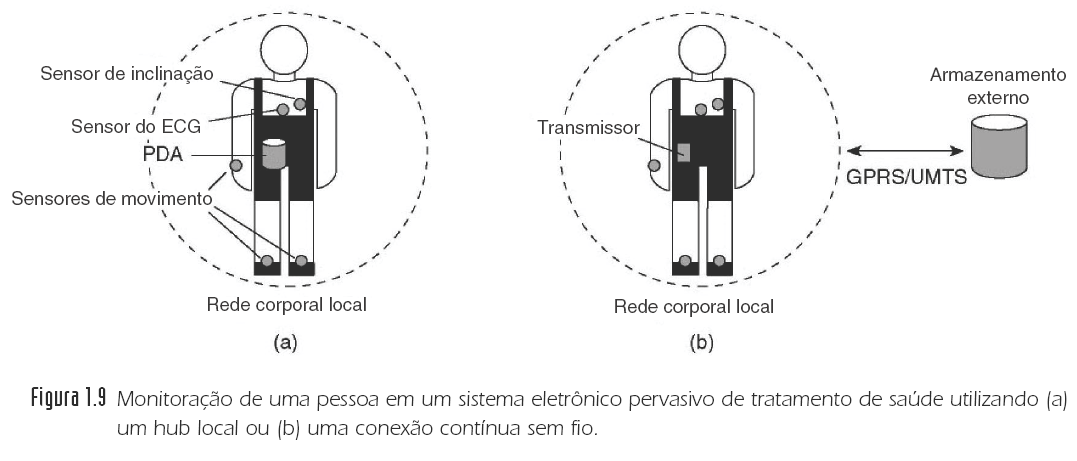 Sensor de inclinação
Sensor do ECG
PDA
Sensores de movimento
Rede corporal local
(a)
Transmissor
Armazenamento
externo
GPRS/UMTS
Rede corporal local
(b)
Figura 1.9 Monitoração de uma pessoa em um sistema eletrônico pervasivo de tratamento de saúde utilizando (a)
um hub local ou (b) uma conexão contínua sem fio.